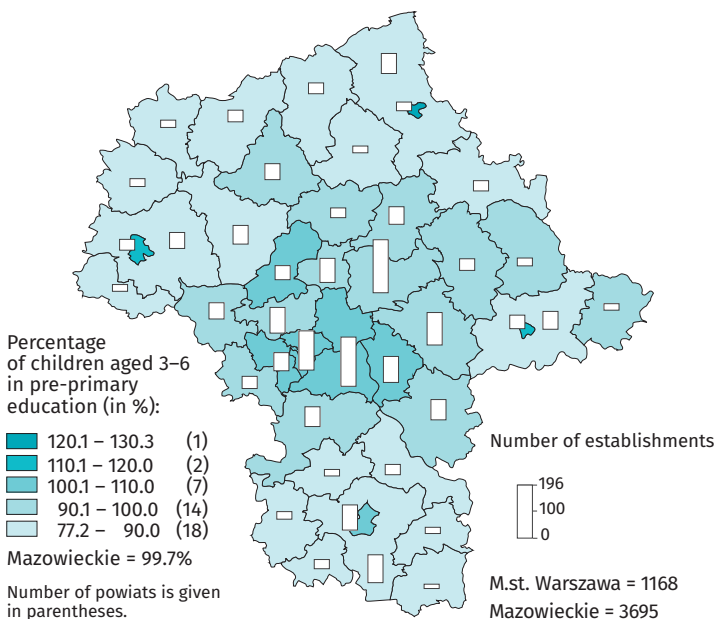 Percentage
of children aged 3–6
in pre-primary
education (in %):
120.1 – 130.3 (1)
110.1 – 120.0 (2)
100.1 – 110.0 (7)
90.1 – 100.0 (14)
77.2 – 90.0 (18)
Mazowieckie = 99.7%
Number of powiats is given
in parentheses.
Number of establishments
196
100
0
M.st. Warszawa = 1168
Mazowieckie = 3695